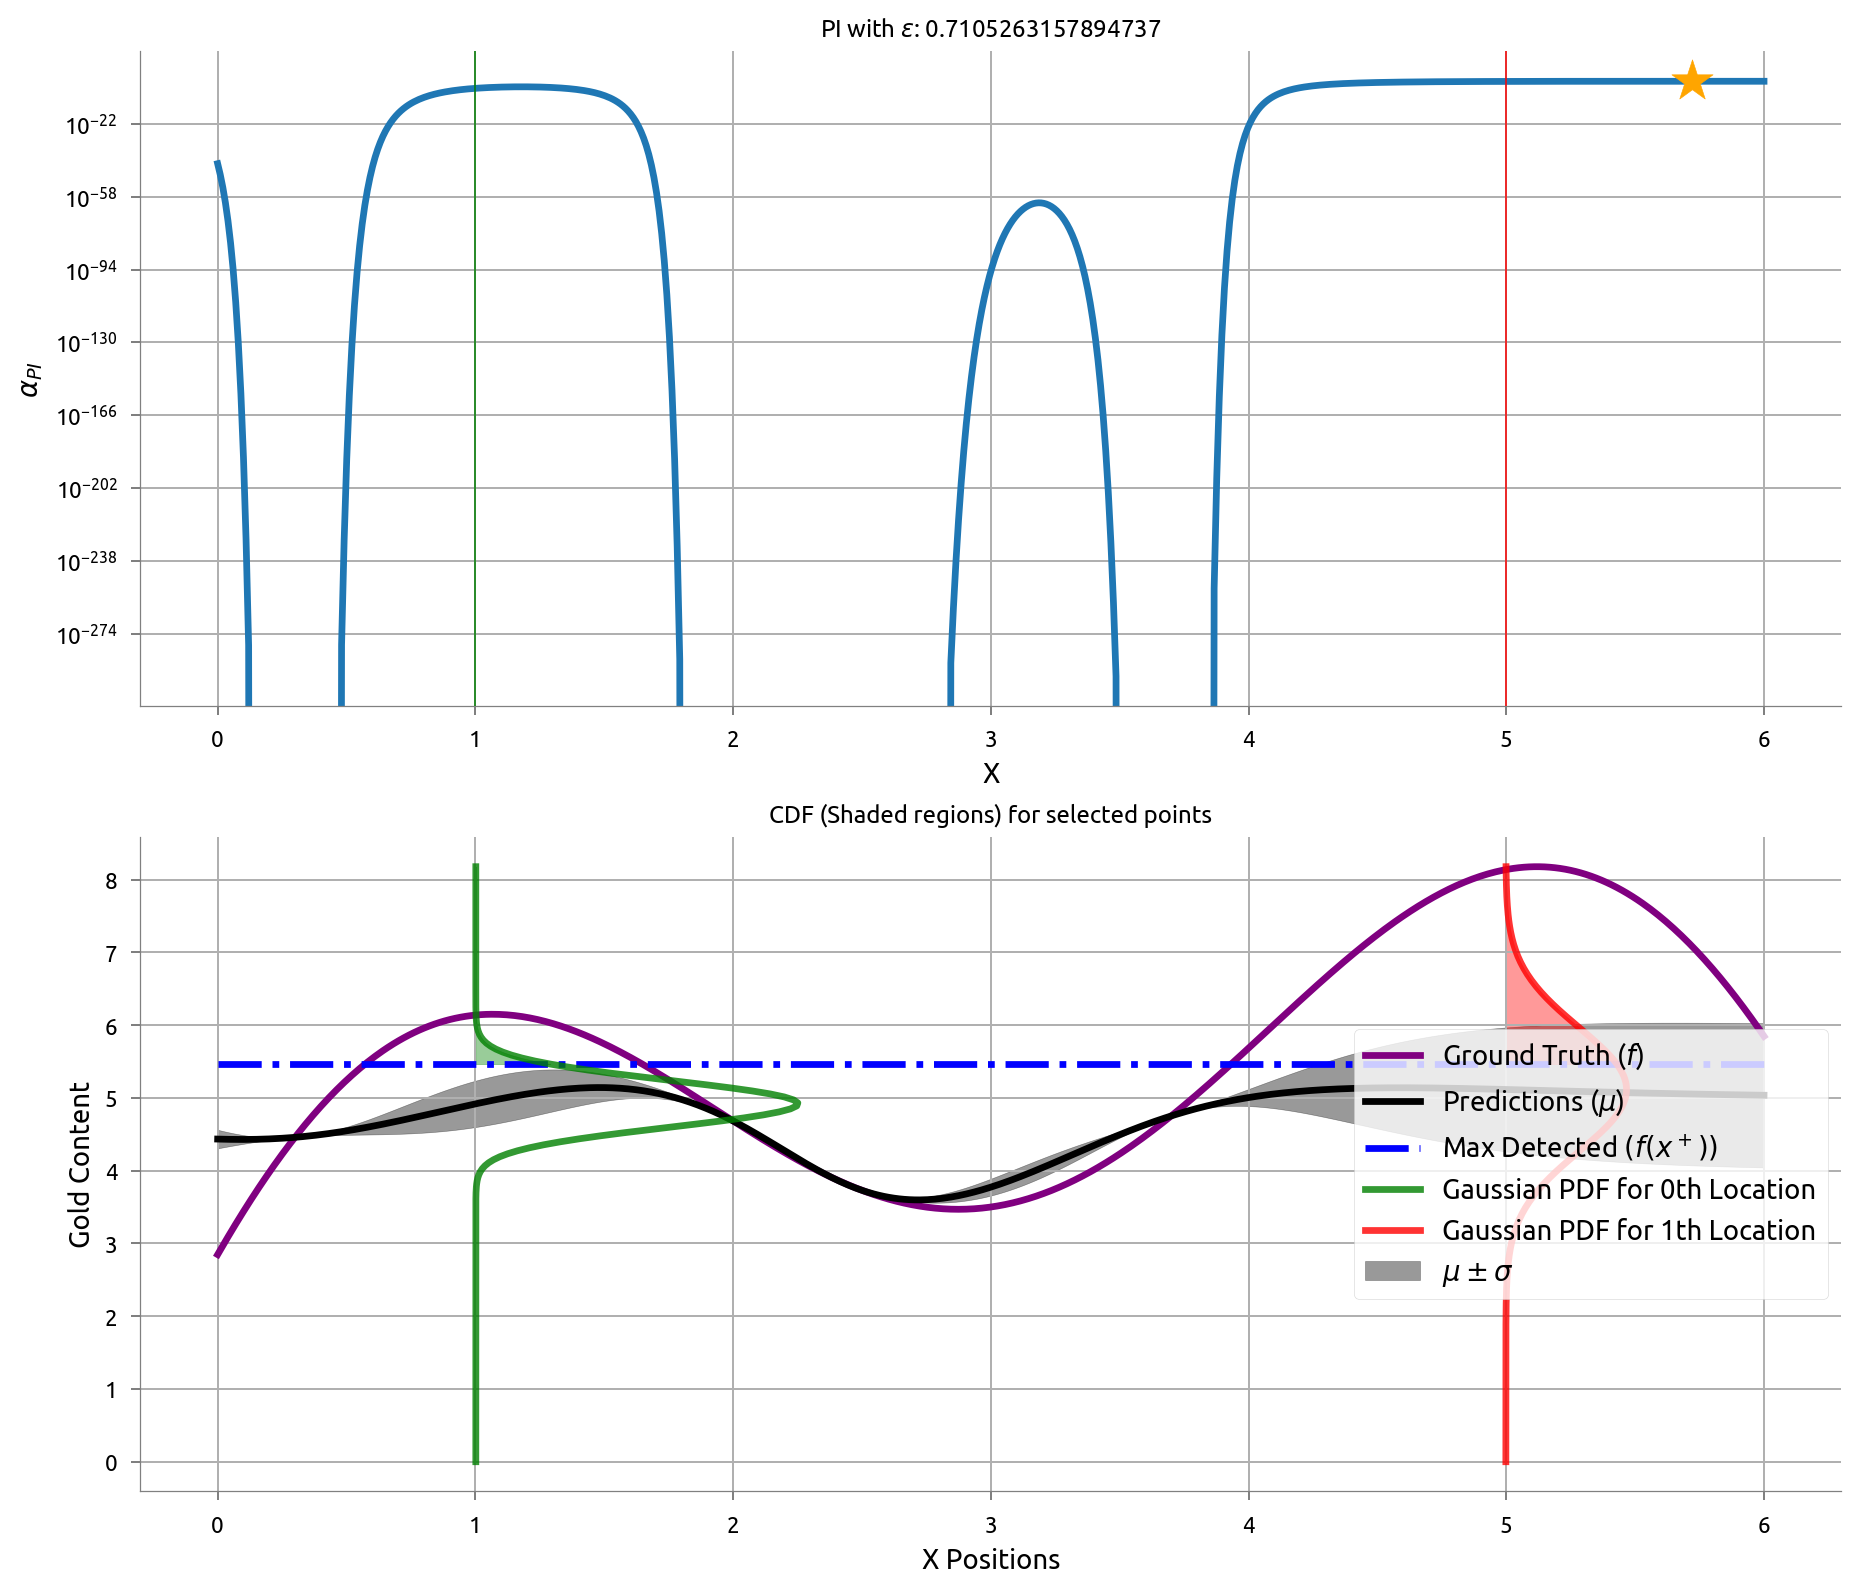 PI with ε: 0.7105263157894737
10⁻²²
10⁻⁵⁸
10⁻⁹⁴
10⁻¹³⁰
10⁻¹⁶⁶
10⁻²⁰²
10⁻²³⁸
10⁻²⁷⁴
α_PI
0 1 2 3 4 5 6
X
CDF (Shaded regions) for selected points
8
7
6
5
4
3
2
1
0
Gold Content
Ground Truth (f)
Predictions (μ)
Max Detected (f(x⁺))
Gaussian PDF for 0th Location
Gaussian PDF for 1th Location
μ ± σ
0 1 2 3 4 5 6
X Positions